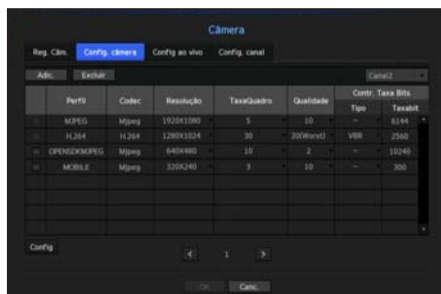 Câmera
Reg. Câm. Config. câmera Config ao vivo Config. canal
Adic. Excluir Canal2
Perfil Codec Resolução TaxaQuadro Qualidade Contr. Taxa Bits
Tipo Taxabit
MJPEG Mjpeg 1920X1080 5 10 -- 6144
H.264 H.264 1280X1024 30 20(Worst) VBR 2560
OPENSDKMJPEG Mjpeg 640X480 10 2 -- 10240
MOBILE Mjpeg 320X240 3 10 -- 300
Config
< 1 >
OK Canc.